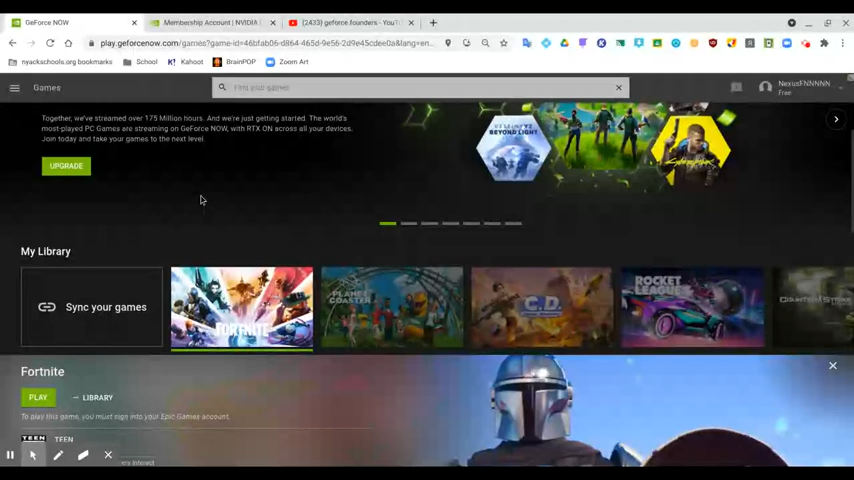 GeForce NOW
Membership Account | NVIDIA
(2433) geforce founders - YouT
play.geforcenow.com/games?game-id=46bfab06-d864-465d-9e56-2d9e45cdee0a&lang=en...
nyackschools.org bookmarks
School
Kahoot
BrainPOP
Zoom Art
Games
Find your games
NexusFNNNNN
Free
Together, we've streamed over 175 Million hours. And we're just getting started. The world's
most-played PC Games are streaming on GeForce NOW, with RTX ON across all your devices.
Join today and take your games to the next level.
UPGRADE
BEYOND LIGHT
My Library
Sync your games
FORTNITE
PLANET
COASTER
C.D.
ROCKET
LEAGUE
COUNTER STRIKE
Fortnite
PLAY
— LIBRARY
To play this game, you must sign into your Epic Games account.
TEEN
TEEN